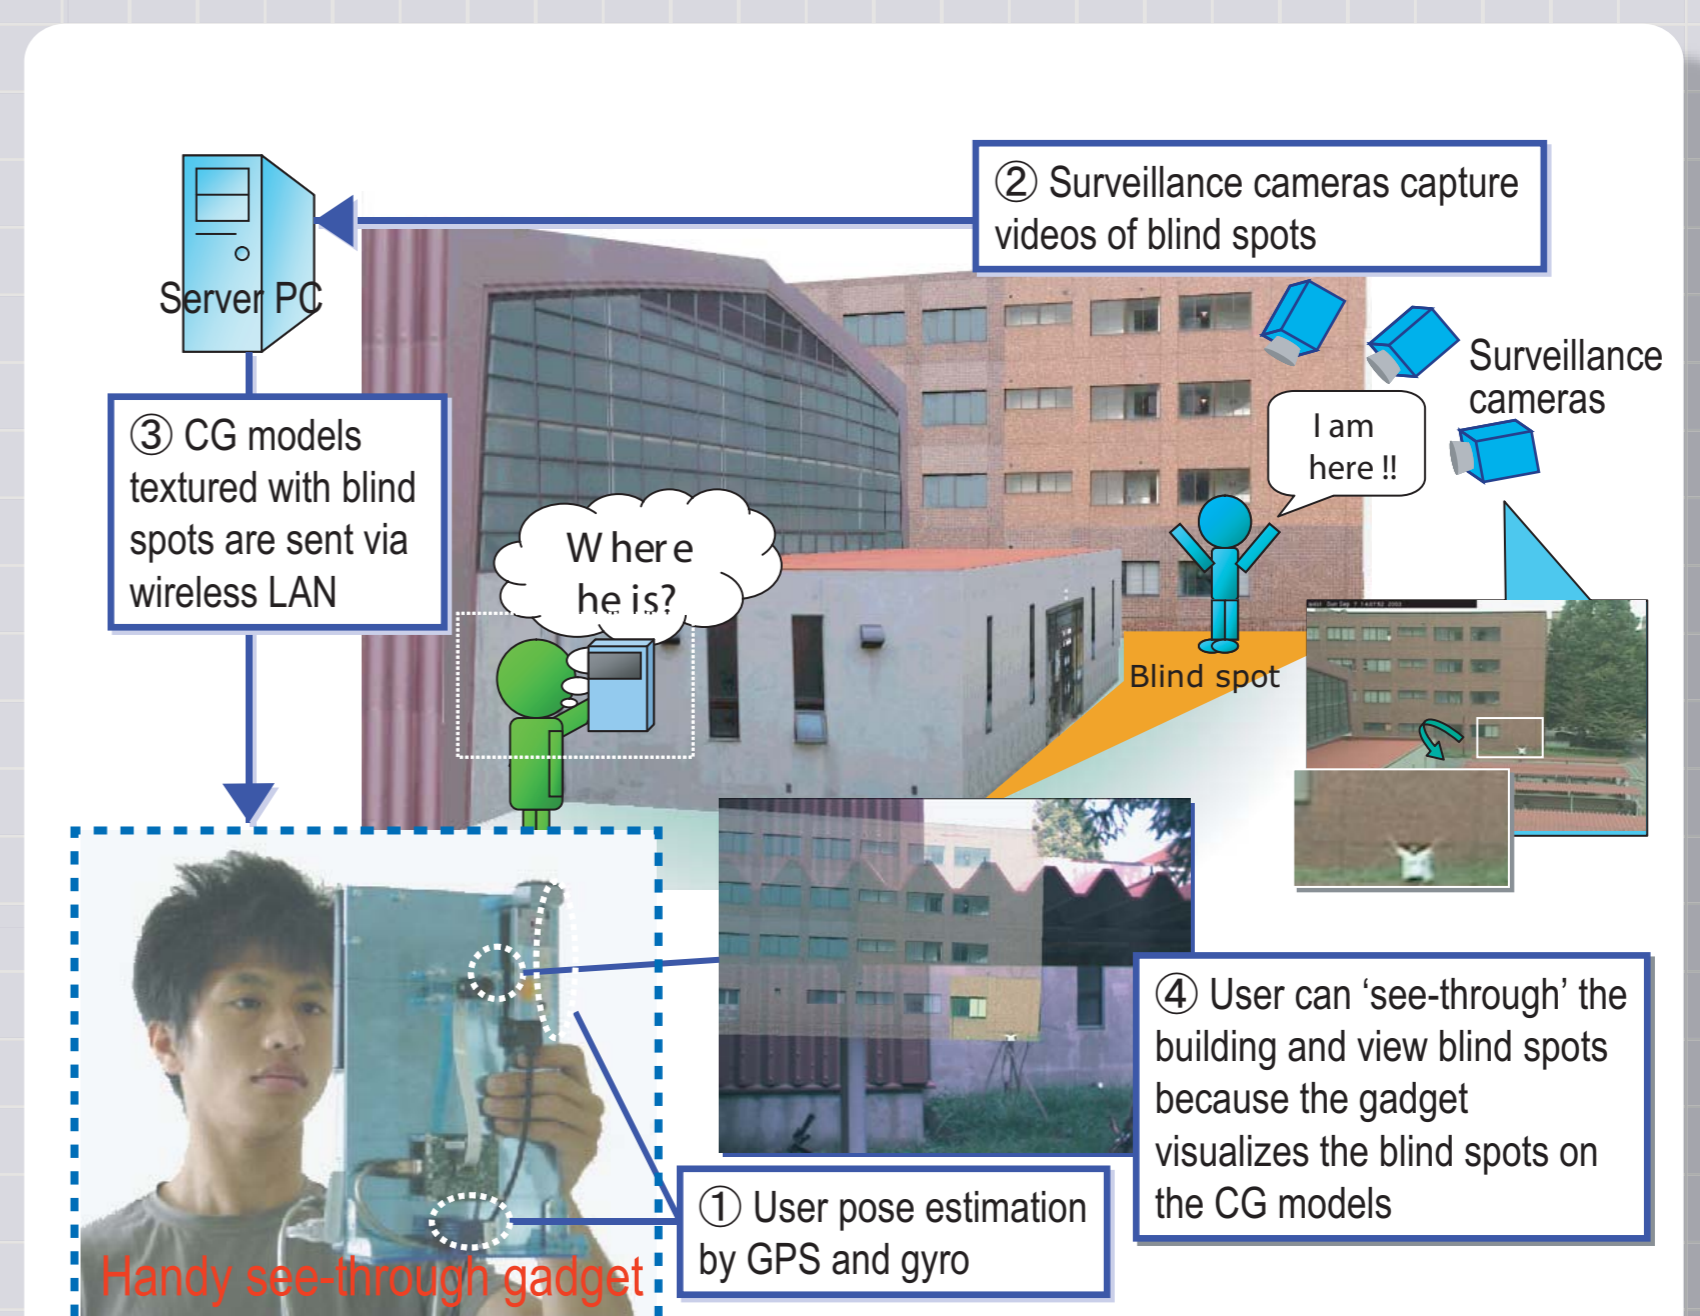 ② Surveillance cameras capture
videos of blind spots
Server PC
Surveillance
cameras
I am
here !!
③ CG models
textured with blind
spots are sent via
wireless LAN
Where
he is?
Blind spot
④ User can ‘see-through’ the
building and view blind spots
because the gadget
visualizes the blind spots on
the CG models
① User pose estimation
by GPS and gyro
Handy see-through gadget